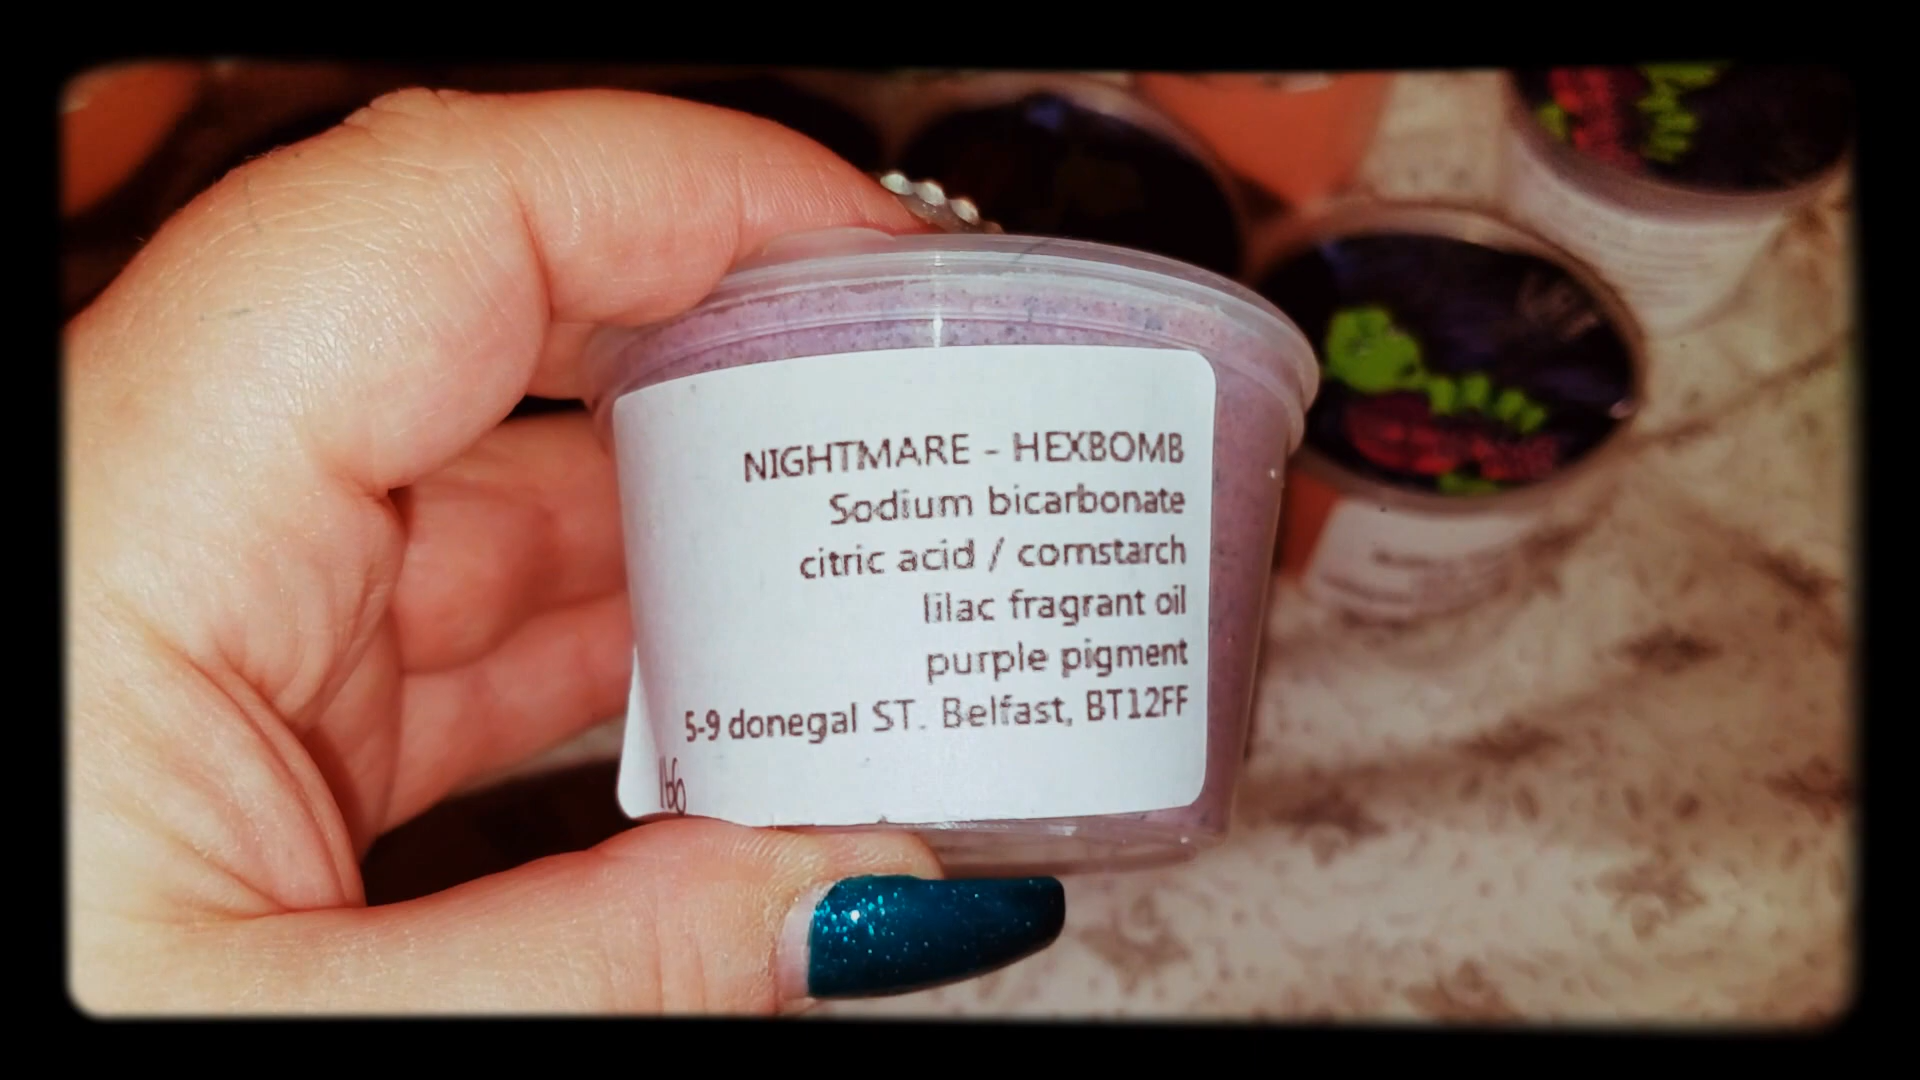 NIGHTMARE - HEXBOMB
Sodium bicarbonate
citric acid / cornstarch
lilac fragrant oil
purple pigment
5-9 donegal ST. Belfast, BT12FF